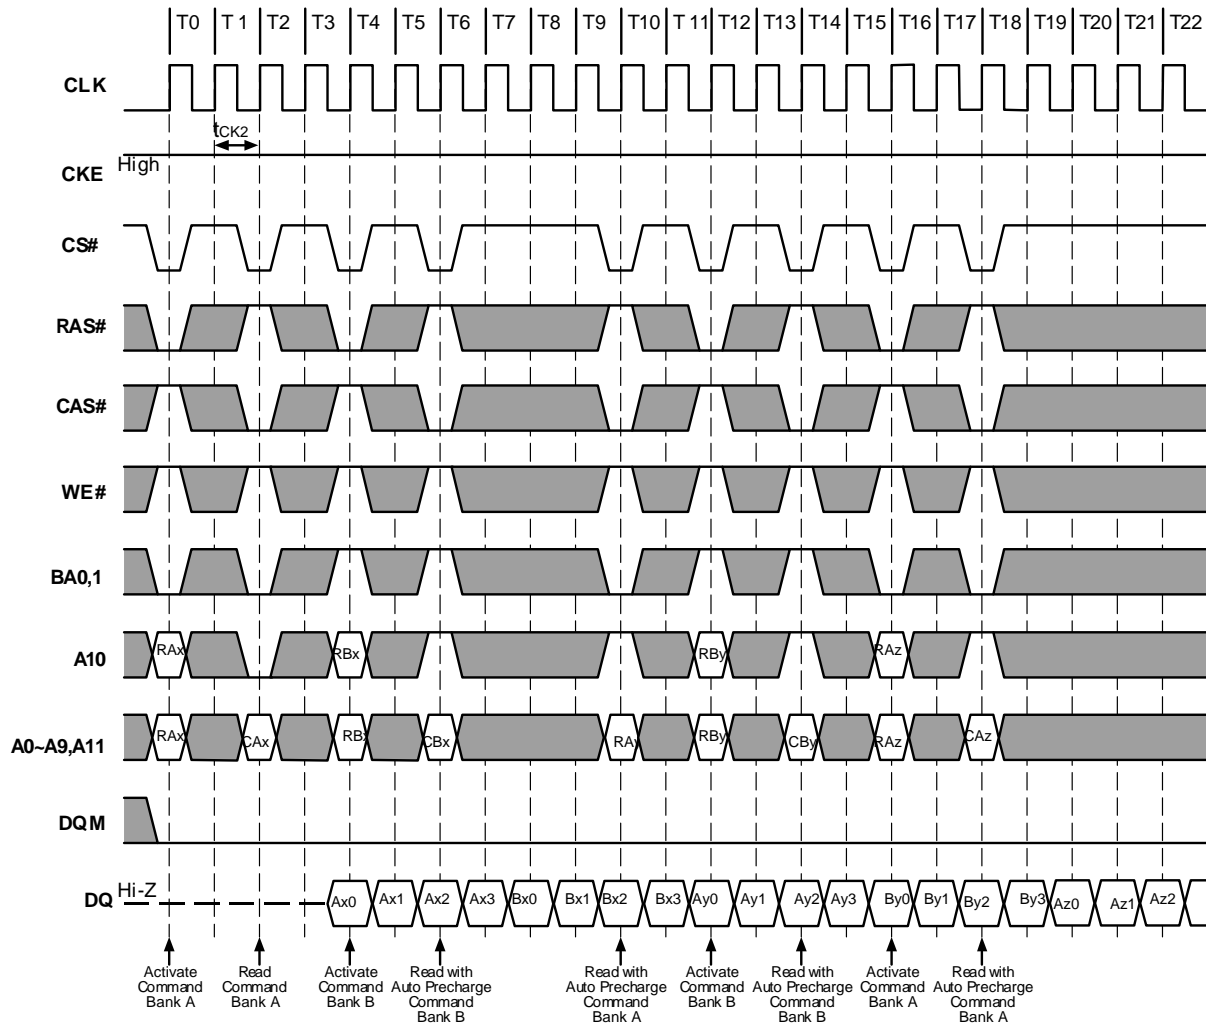 T0 T1 T2 T3 T4 T5 T6 T7 T8 T9 T10 T11 T12 T13 T14 T15 T16 T17 T18 T19 T20 T21 T22
CLK
tCK2
High
CKE
CS#
RAS#
CAS#
WE#
BA0,1
A10 RAx RBx RBy RAz
A0~A9,A11 RAx CAx CBx RBy CBy RAz CAz
DQM
DQ Hi-Z Ax0 Ax1 Ax2 Ax3 Bx0 Bx1 Bx2 Bx3 Ay0 Ay1 Ay2 Ay3 By0 By1 By2 By3 Az0 Az1 Az2
Activate Read Activate Read with Read with Activate Read with Activate Read with
Command Command Command Auto Precharge Auto Precharge Command Auto Precharge Command Auto Precharge
Bank A Bank A Bank B Command Command Bank B Command Bank A Command
Bank B Bank A Bank B Bank A